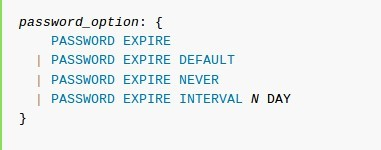 password_option: {
    PASSWORD EXPIRE
  | PASSWORD EXPIRE DEFAULT
  | PASSWORD EXPIRE NEVER
  | PASSWORD EXPIRE INTERVAL N DAY
}